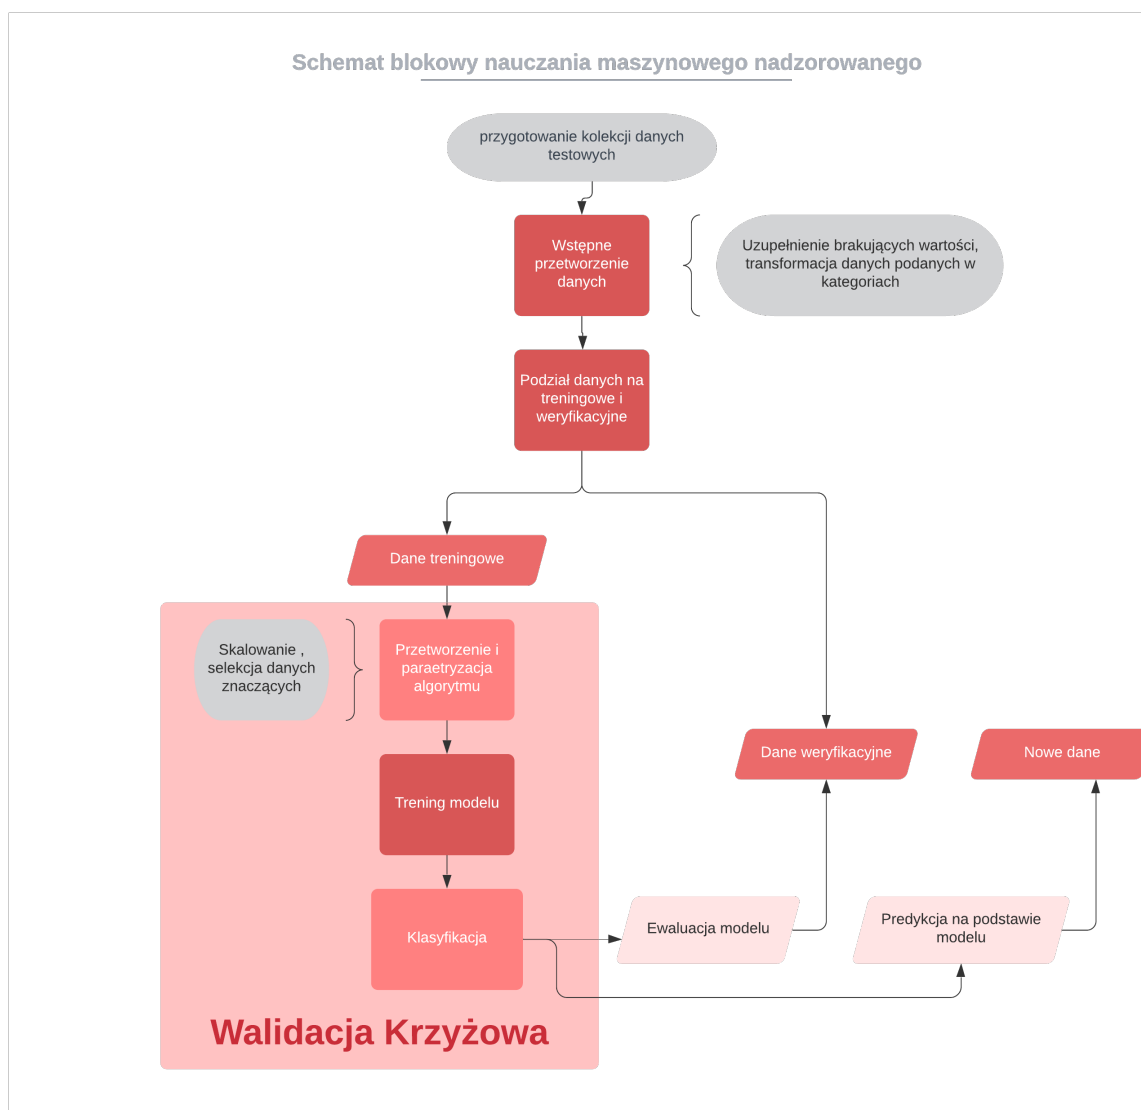 Schemat blokowy nauczania maszynowego nadzorowanego
przygotowanie kolekcji danych
testowych
Wstępne
przetworzenie
danych
Uzupełnienie brakujących wartości,
transformacja danych podanych w
kategoriach
Podział danych na
treningowe i
weryfikacyjne
Dane treningowe
Skalowanie ,
selekcja danych
znaczących
Przetworzenie i
paraetryzacja
algorytmu
Trening modelu
Dane weryfikacyjne
Nowe dane
Klasyfikacja
Ewaluacja modelu
Predykcja na podstawie
modelu
Walidacja Krzyżowa